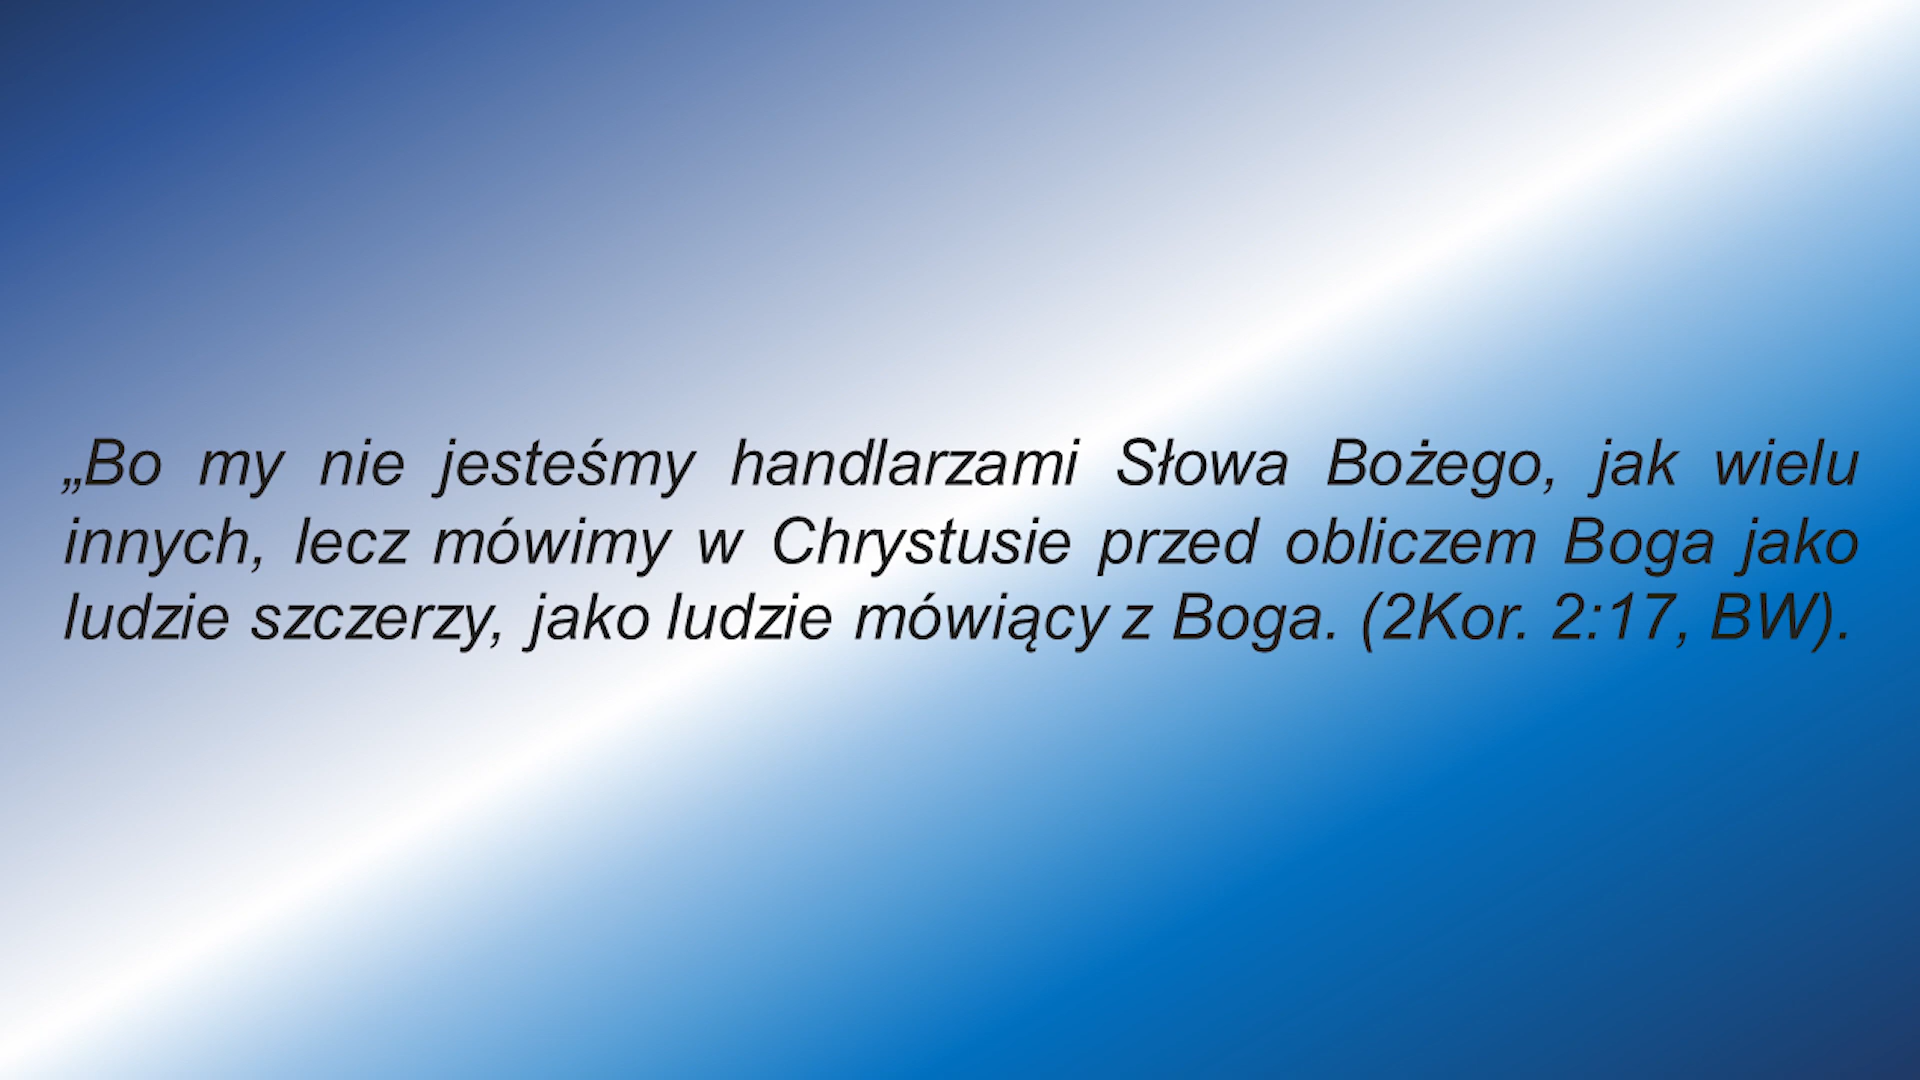 „Bo my nie jesteśmy handlarzami Słowa Bożego, jak wielu
innych, lecz mówimy w Chrystusie przed obliczem Boga jako
ludzie szczerzy, jako ludzie mówiący z Boga. (2Kor. 2:17, BW).